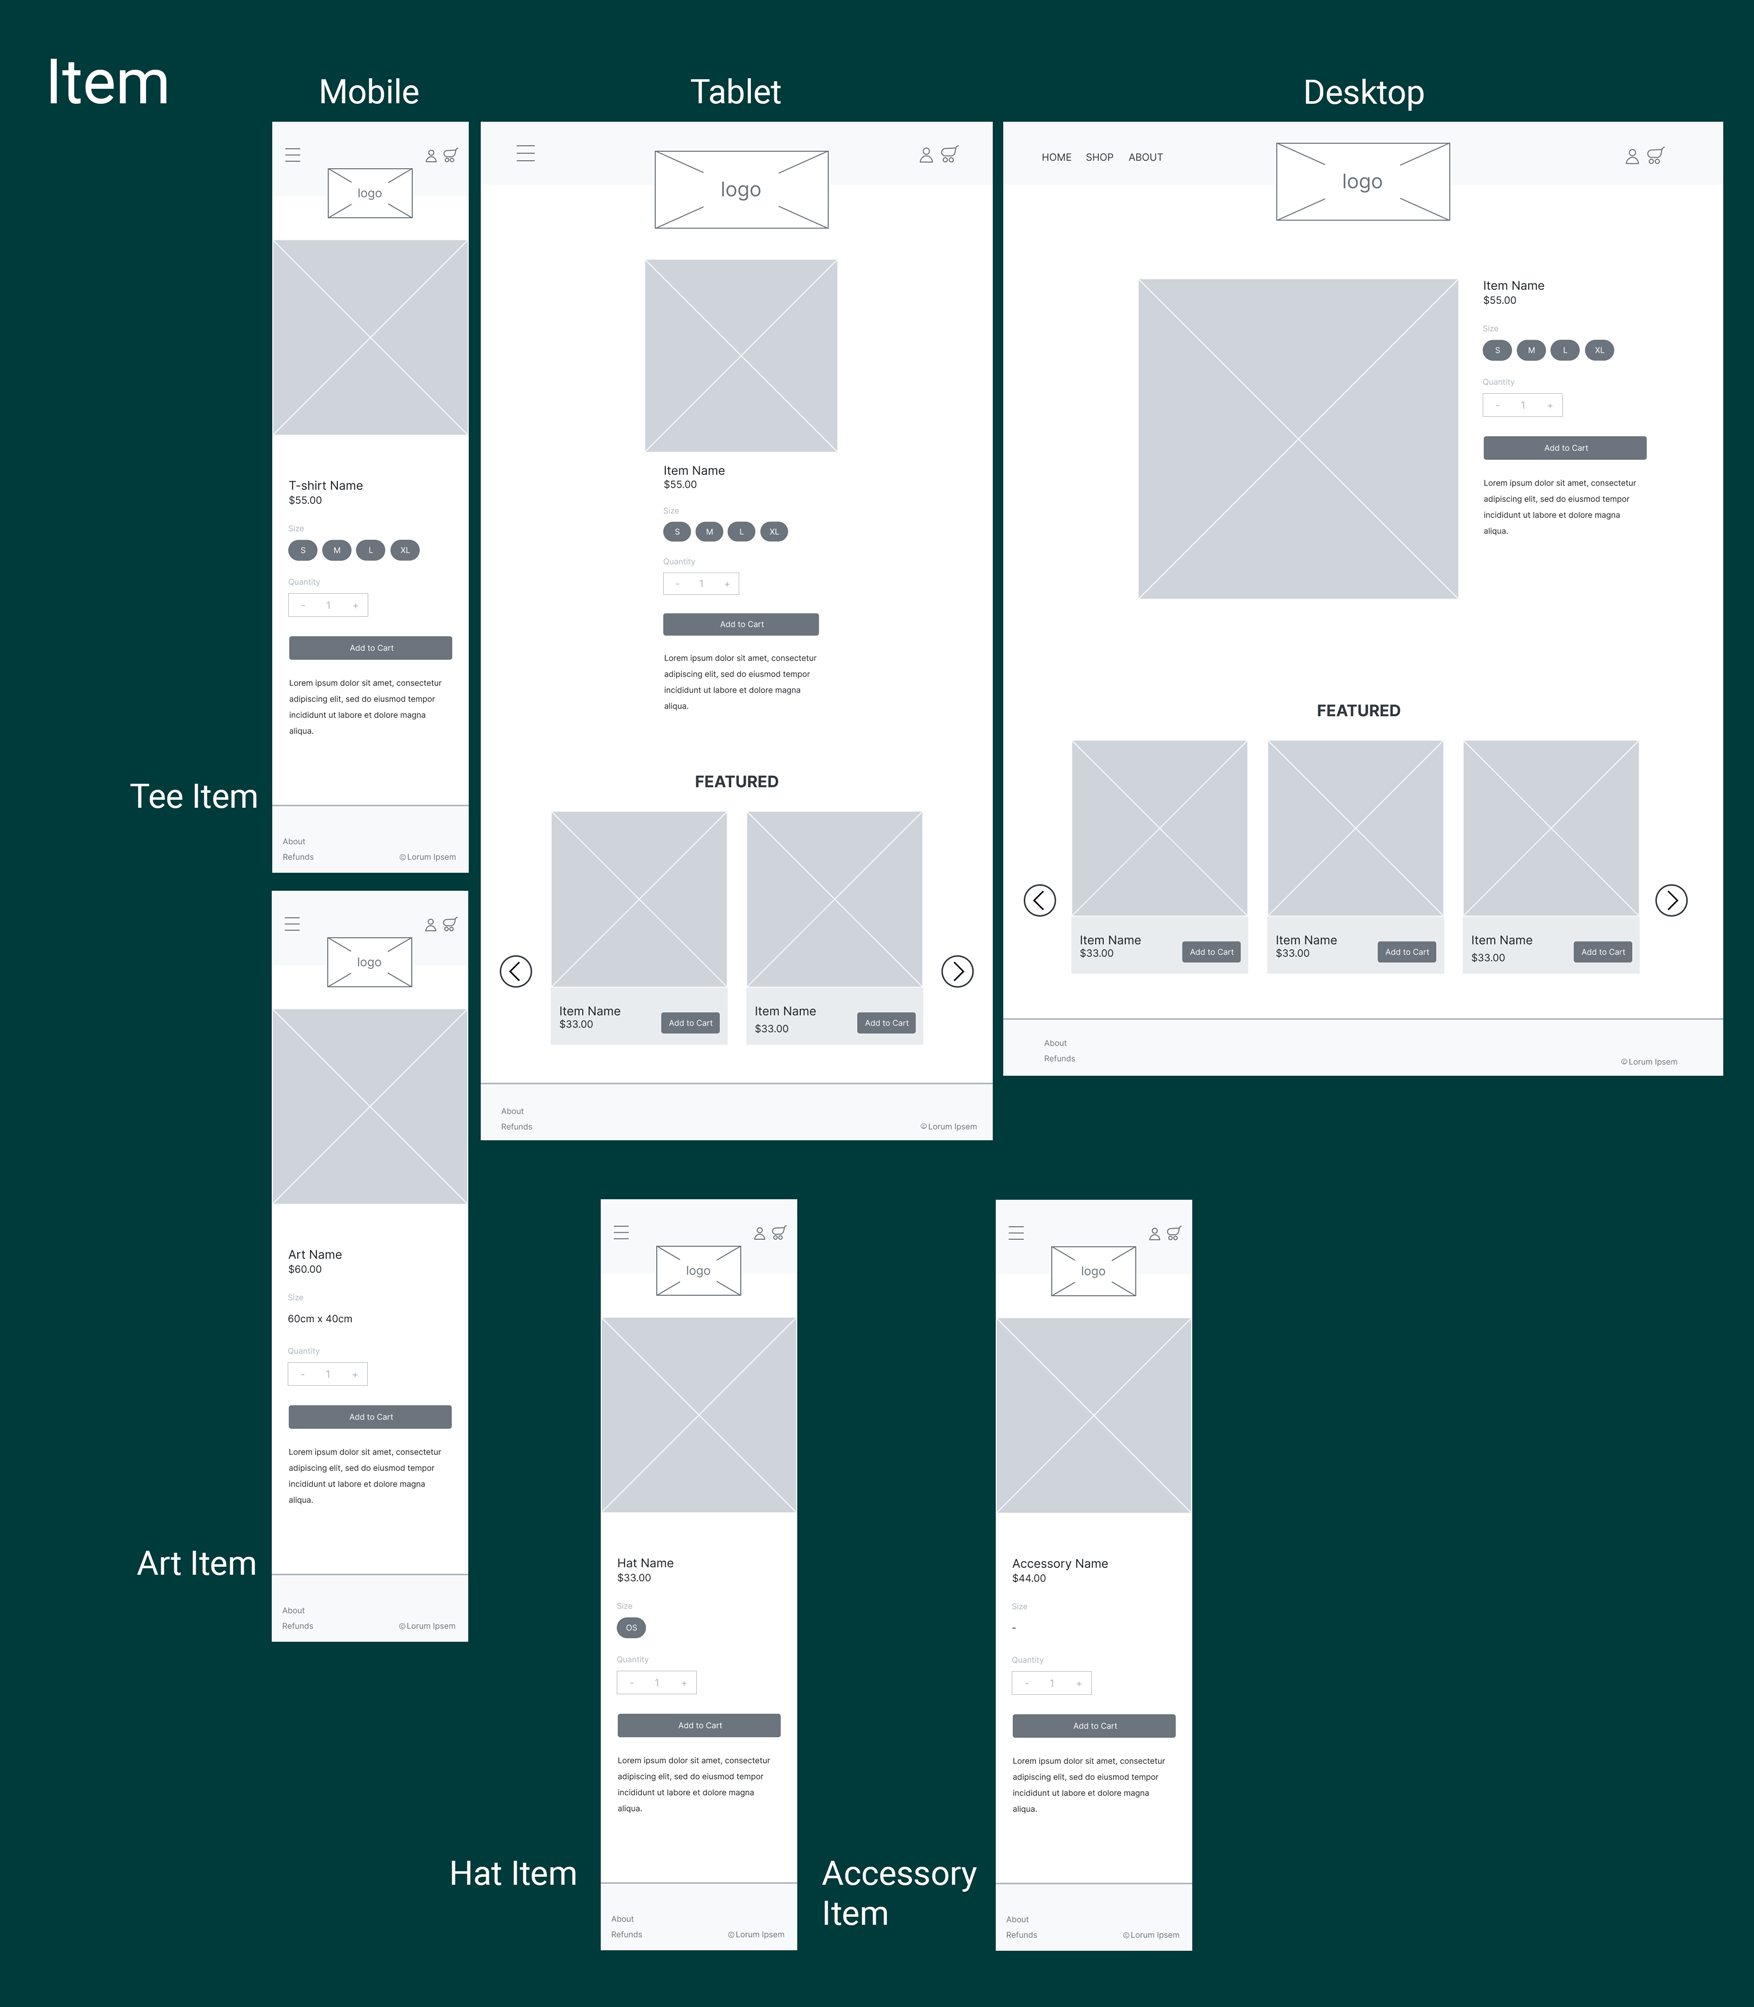 Item
Mobile
Tablet
Desktop
logo
T-shirt Name
$55.00
Size
S M L XL
Quantity
- 1 +
Add to Cart
Lorem ipsum dolor sit amet, consectetur
adipiscing elit, sed do eiusmod tempor
incididunt ut labore et dolore magna
aliqua.
Tee Item
About
Refunds
© Lorum Ipsem
logo
Item Name
$55.00
Size
S M L XL
Quantity
- 1 +
Add to Cart
Lorem ipsum dolor sit amet, consectetur
adipiscing elit, sed do eiusmod tempor
incididunt ut labore et dolore magna
aliqua.
FEATURED
Item Name
$33.00
Add to Cart
Item Name
$33.00
Add to Cart
About
Refunds
© Lorum Ipsem
HOME SHOP ABOUT
logo
Item Name
$55.00
Size
S M L XL
Quantity
- 1 +
Add to Cart
Lorem ipsum dolor sit amet, consectetur
adipiscing elit, sed do eiusmod tempor
incididunt ut labore et dolore magna
aliqua.
FEATURED
Item Name
$33.00
Add to Cart
Item Name
$33.00
Add to Cart
Item Name
$33.00
Add to Cart
About
Refunds
© Lorum Ipsem
logo
Art Name
$60.00
Size
60cm x 40cm
Quantity
- 1 +
Add to Cart
Lorem ipsum dolor sit amet, consectetur
adipiscing elit, sed do eiusmod tempor
incididunt ut labore et dolore magna
aliqua.
Art Item
About
Refunds
© Lorum Ipsem
logo
Hat Name
$33.00
Size
OS
Quantity
- 1 +
Add to Cart
Lorem ipsum dolor sit amet, consectetur
adipiscing elit, sed do eiusmod tempor
incididunt ut labore et dolore magna
aliqua.
Hat Item
About
Refunds
© Lorum Ipsem
logo
Accessory Name
$44.00
Size
-
Quantity
- 1 +
Add to Cart
Lorem ipsum dolor sit amet, consectetur
adipiscing elit, sed do eiusmod tempor
incididunt ut labore et dolore magna
aliqua.
Accessory
Item
About
Refunds
© Lorum Ipsem